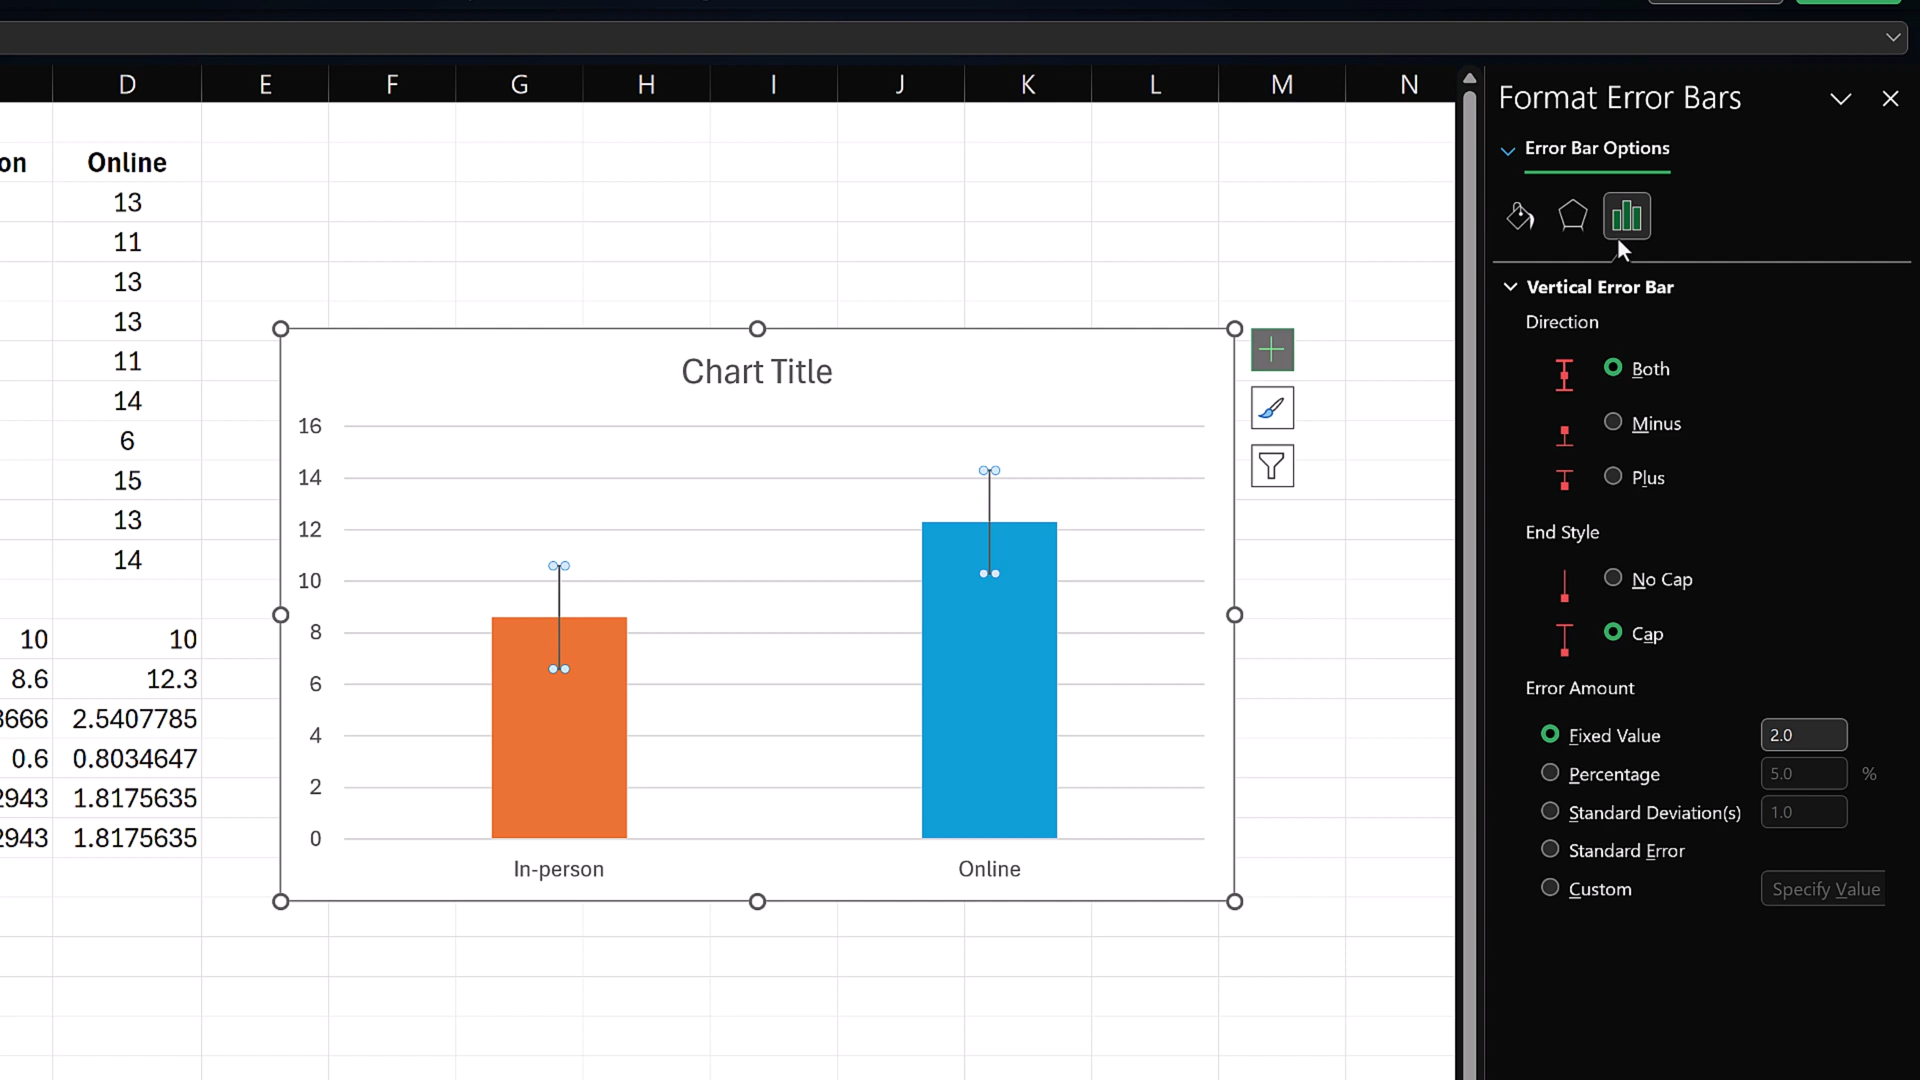 D E F G H I J K L M N
on Online
13
11
13
13
11
14
6
15
13
14
10 10
8.6 12.3
3666 2.5407785
0.6 0.8034647
2943 1.8175635
2943 1.8175635
Chart Title
16
14
12
10
8
6
4
2
0
In-person Online
Format Error Bars
Error Bar Options
Vertical Error Bar
Direction
Both
Minus
Plus
End Style
No Cap
Cap
Error Amount
Fixed Value 2.0
Percentage 5.0 %
Standard Deviation(s) 1.0
Standard Error
Custom Specify Value